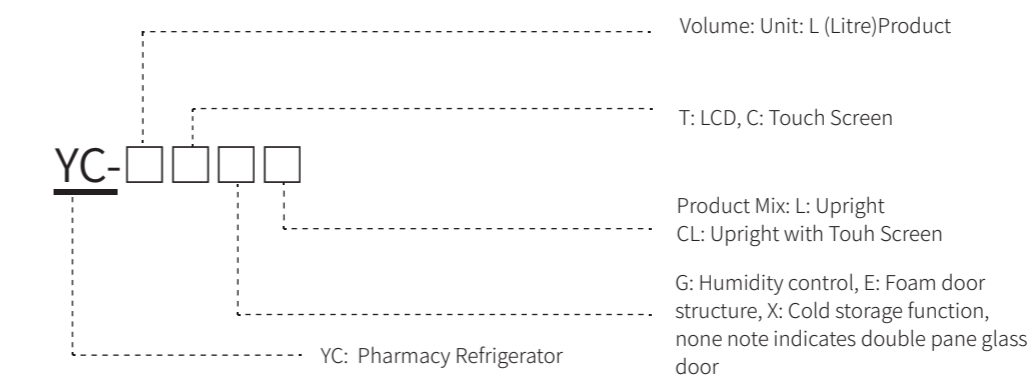 Volume: Unit: L (Litre)Product
T: LCD, C: Touch Screen
YC-□□□□
Product Mix: L: Upright
CL: Upright with Touh Screen
G: Humidity control, E: Foam door
structure, X: Cold storage function,
none note indicates double pane glass
door
YC: Pharmacy Refrigerator